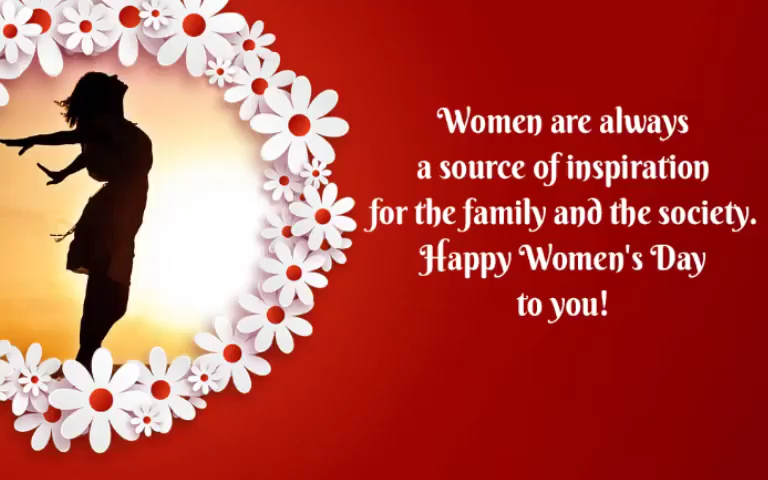 Women are always
a source of inspiration
for the family and the society.
Happy Women's Day
to you!